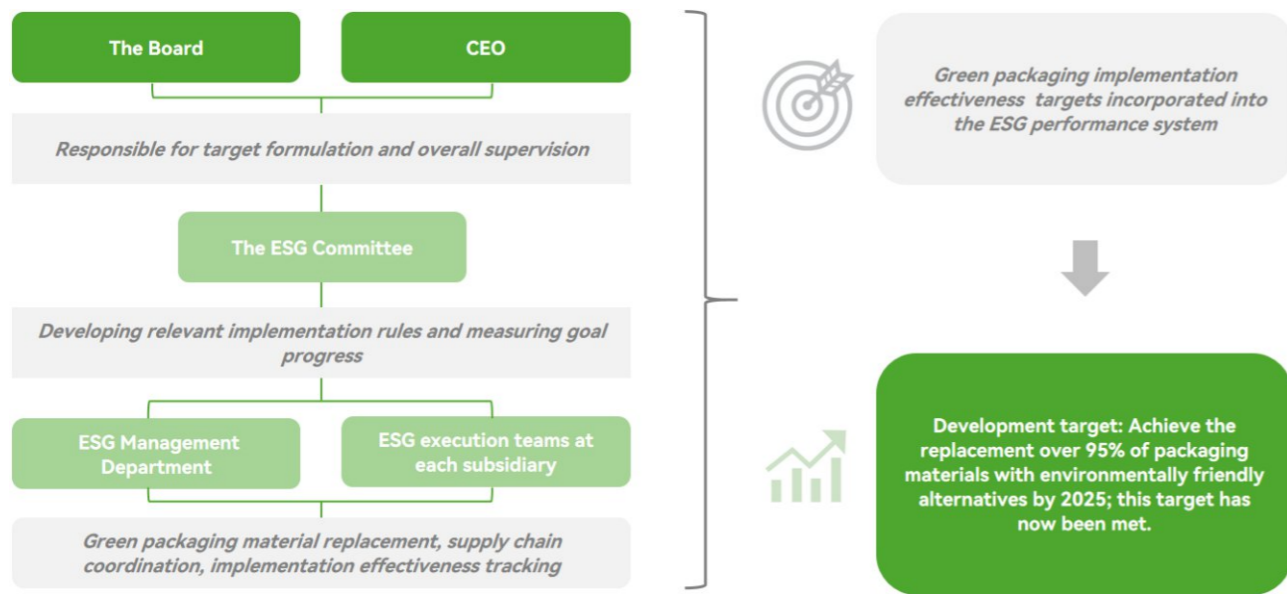 The Board
CEO
Responsible for target formulation and overall supervision
The ESG Committee
Developing relevant implementation rules and measuring goal
progress
ESG Management
Department
ESG execution teams at
each subsidiary
Green packaging material replacement, supply chain
coordination, implementation effectiveness tracking
Green packaging implementation
effectiveness targets incorporated into
the ESG performance system
Development target: Achieve the
replacement over 95% of packaging
materials with environmentally friendly
alternatives by 2025; this target has
now been met.